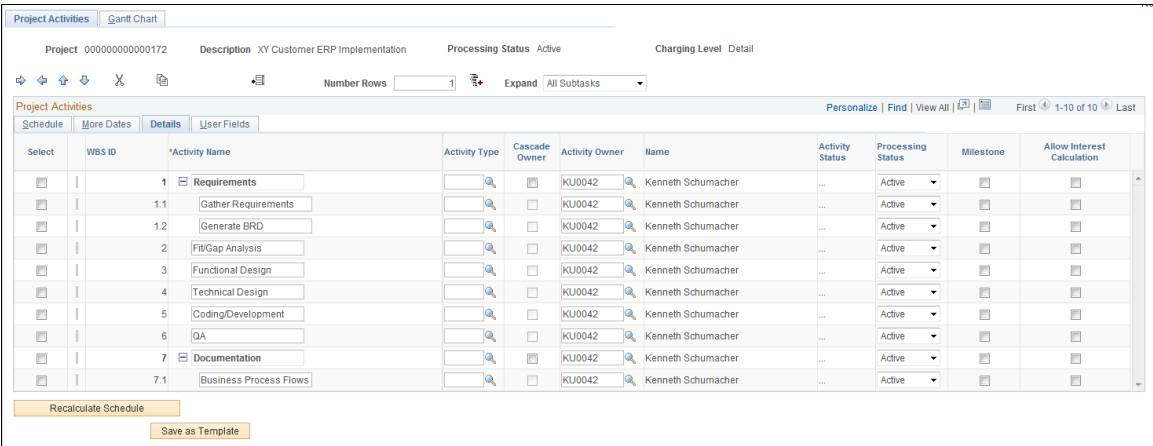 Project Activities Gantt Chart
Project 000000000000172 Description XY Customer ERP Implementation Processing Status Active Charging Level Detail
Number Rows 1 Expand All Subtasks
Project Activities Personalize | Find | View All | | First 1-10 of 10 Last
Schedule More Dates Details User Fields
Select WBS ID *Activity Name Activity Type Cascade Owner Activity Owner Name Activity Status Processing Status Milestone Allow Interest Calculation
1 Requirements KU0042 Kenneth Schumacher ... Active
1.1 Gather Requirements KU0042 Kenneth Schumacher ... Active
1.2 Generate BRD KU0042 Kenneth Schumacher ... Active
2 Fit/Gap Analysis KU0042 Kenneth Schumacher ... Active
3 Functional Design KU0042 Kenneth Schumacher ... Active
4 Technical Design KU0042 Kenneth Schumacher ... Active
5 Coding/Development KU0042 Kenneth Schumacher ... Active
6 QA KU0042 Kenneth Schumacher ... Active
7 Documentation KU0042 Kenneth Schumacher ... Active
7.1 Business Process Flows KU0042 Kenneth Schumacher ... Active
Recalculate Schedule
Save as Template